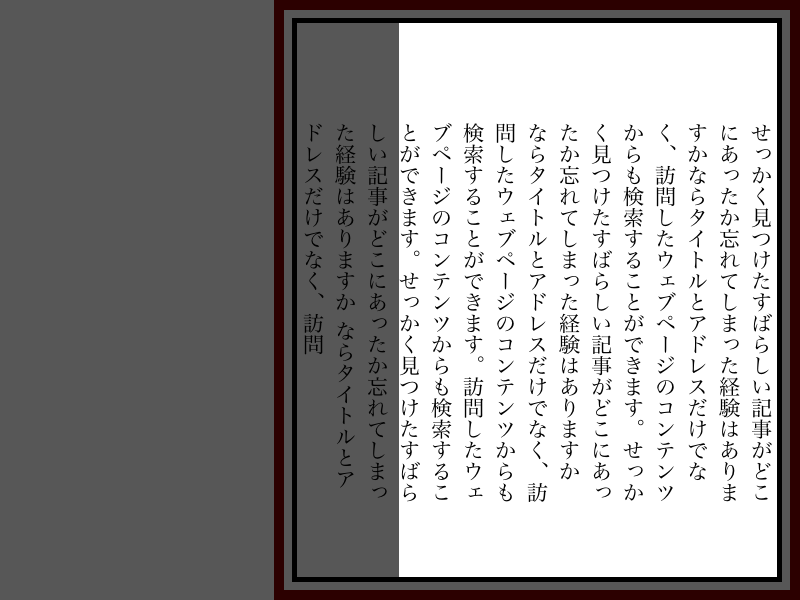 せっかく見つけたすばらしい記事がどこ
にあったか忘れてしまった経験はありま
すかならタイトルとアドレスだけでな
く、訪問したウェブページのコンテンツ
からも検索することができます。せっか
く見つけたすばらしい記事がどこにあっ
たか忘れてしまった経験はありますか
ならタイトルとアドレスだけでなく、訪
問したウェブページのコンテンツからも
検索することができます。訪問したウェ
ブページのコンテンツからも検索するこ
とができます。せっかく見つけたすばら
しい記事がどこにあったか忘れてしまっ
た経験はありますか ならタイトルとア
ドレスだけでなく、訪問